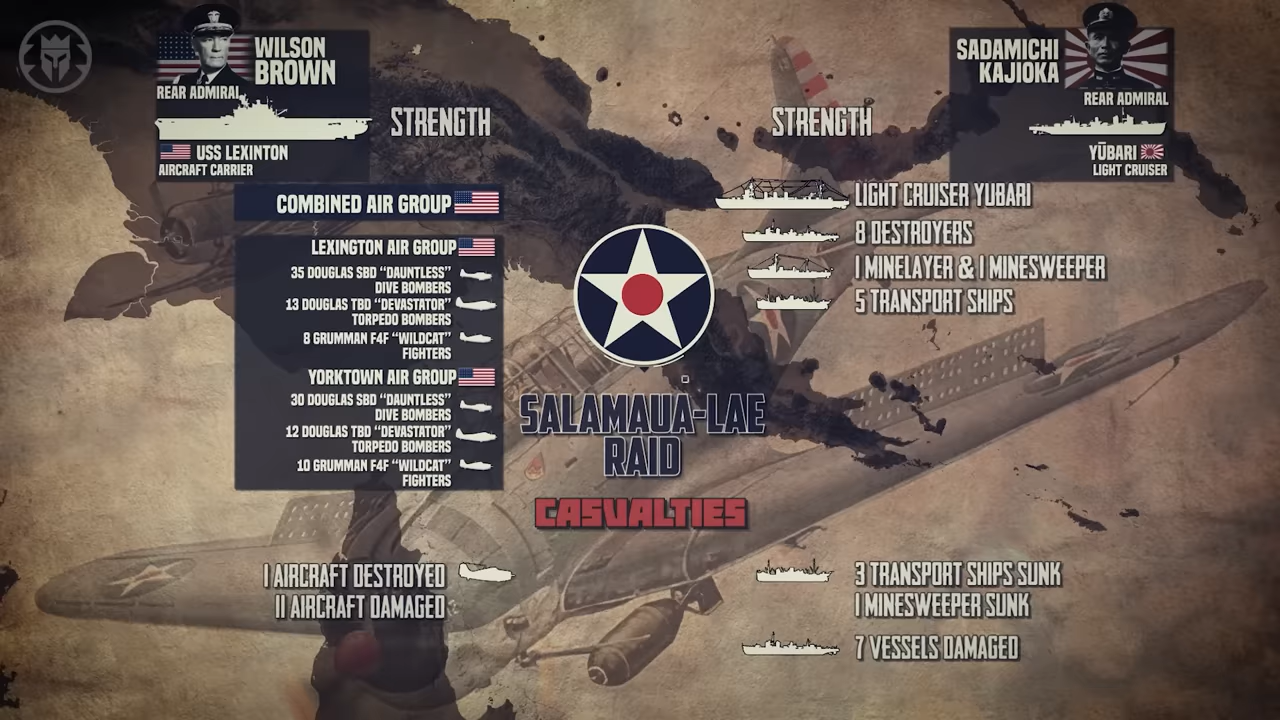 WILSON
BROWN
REAR ADMIRAL
USS LEXINTON
AIRCRAFT CARRIER
STRENGTH
COMBINED AIR GROUP
LEXINGTON AIR GROUP
35 DOUGLAS SBD “DAUNTLESS”
DIVE BOMBERS
13 DOUGLAS TBD “DEVASTATOR”
TORPEDO BOMBERS
8 GRUMMAN F4F “WILDCAT”
FIGHTERS
YORKTOWN AIR GROUP
30 DOUGLAS SBD “DAUNTLESS”
DIVE BOMBERS
12 DOUGLAS TBD “DEVASTATOR”
TORPEDO BOMBERS
10 GRUMMAN F4F “WILDCAT”
FIGHTERS
SADAMICHI
KAJIOKA
REAR ADMIRAL
YŪBARI
LIGHT CRUISER
STRENGTH
LIGHT CRUISER YUBARI
8 DESTROYERS
1 MINELAYER & 1 MINESWEEPER
5 TRANSPORT SHIPS
SALAMAUA-LAE
RAID
CASUALTIES
1 AIRCRAFT DESTROYED
11 AIRCRAFT DAMAGED
3 TRANSPORT SHIPS SUNK
1 MINESWEEPER SUNK
7 VESSELS DAMAGED